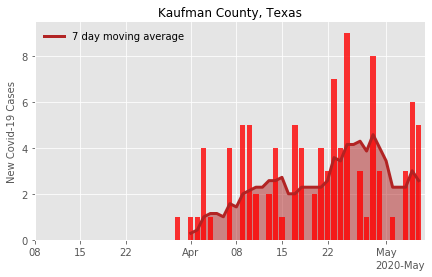 Kaufman County, Texas
7 day moving average
New Covid-19 Cases
8
6
4
2
0
08 15 22 Apr 08 15 22 May
2020-May